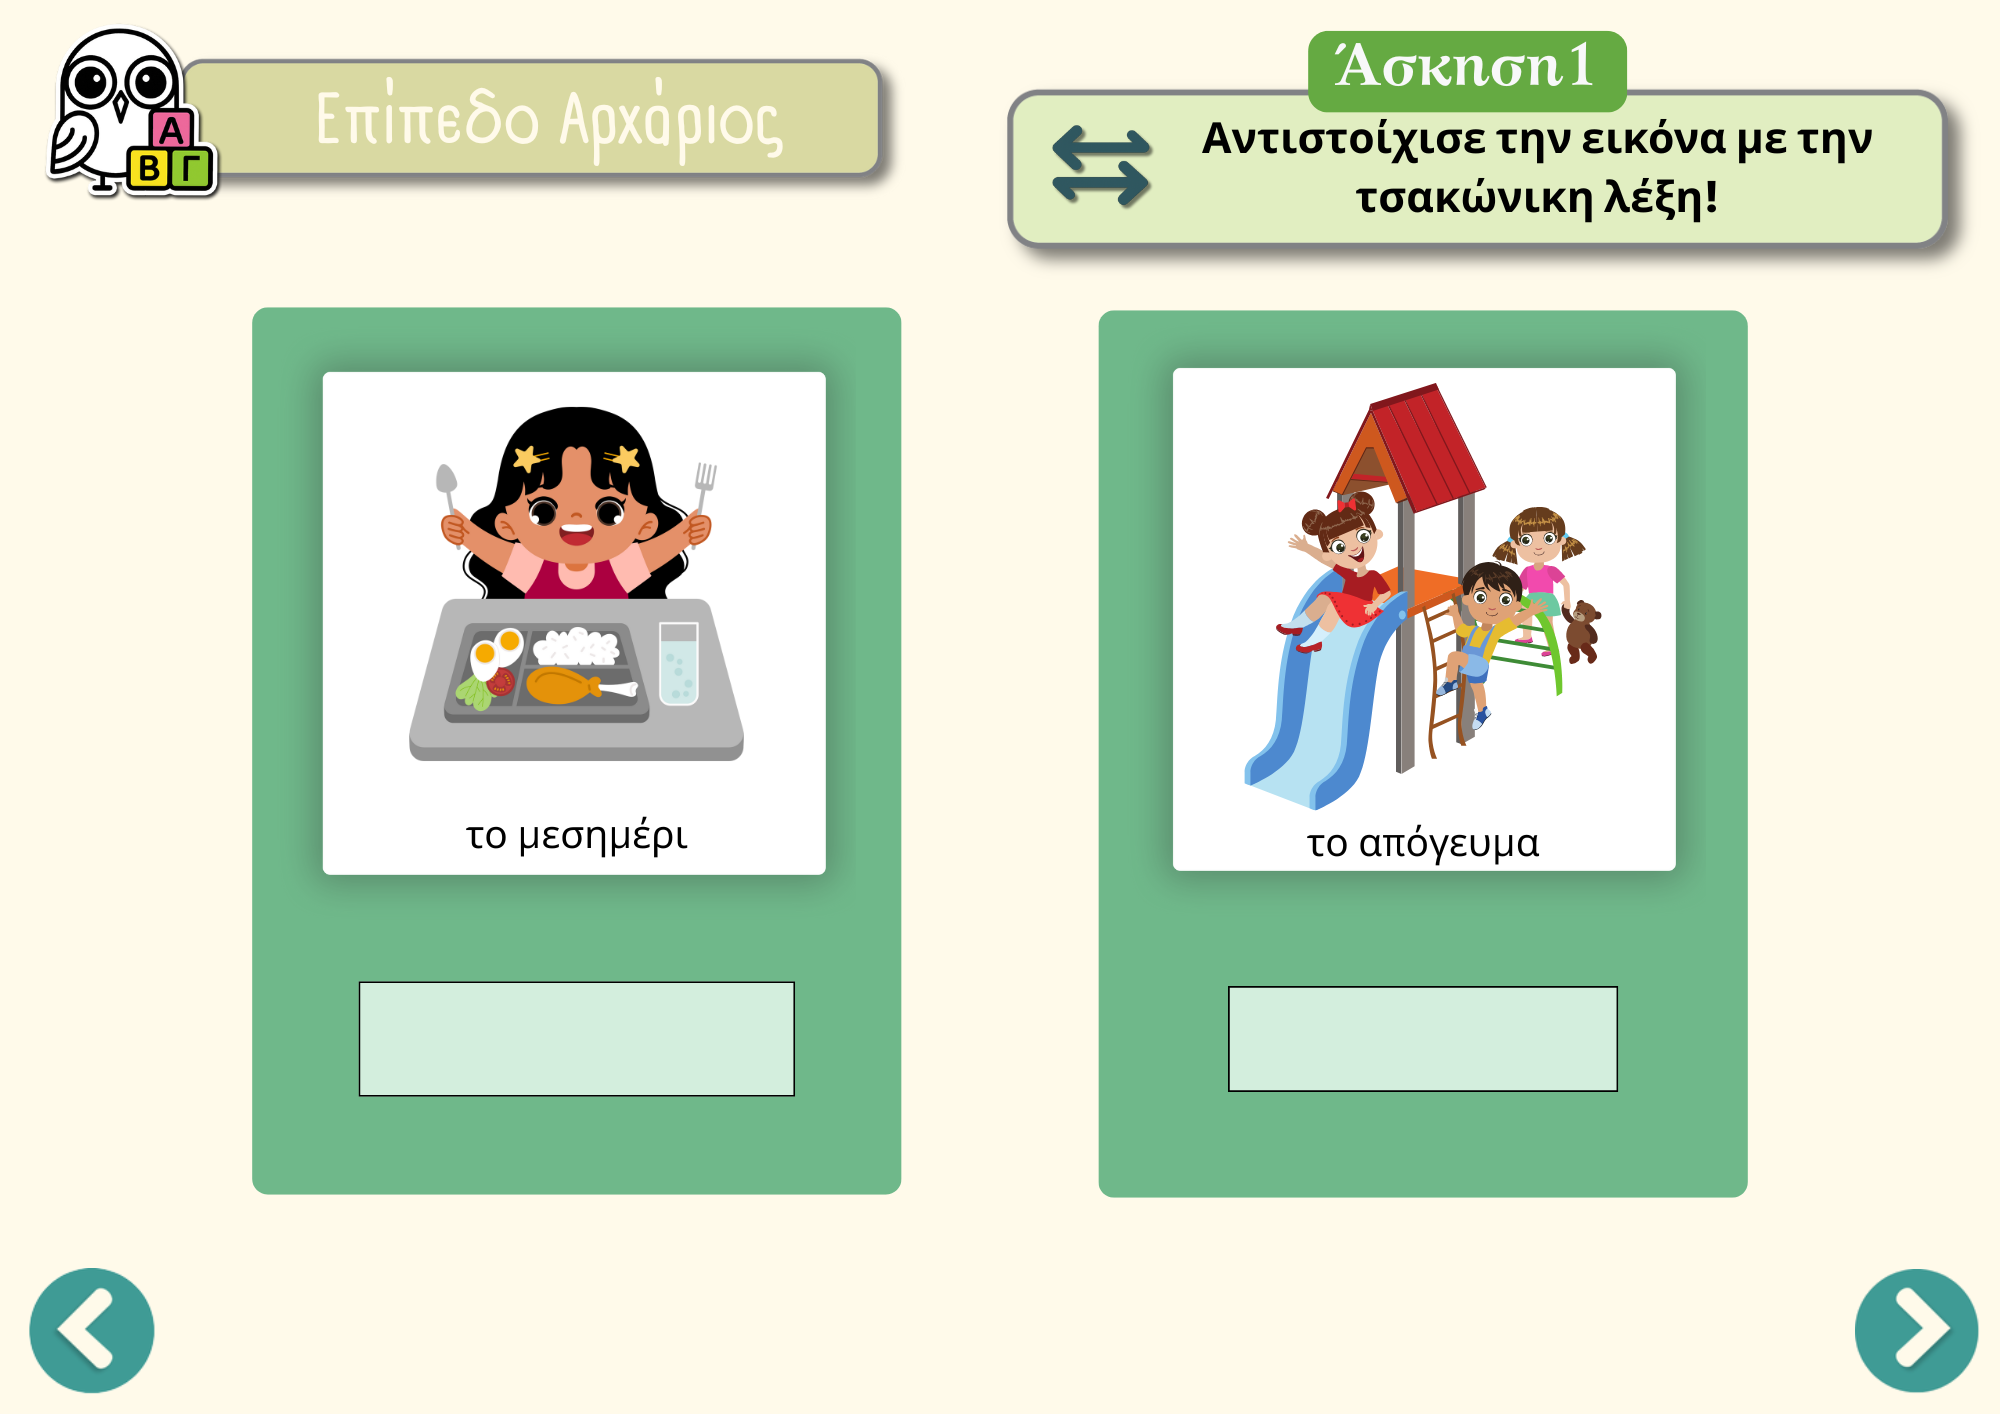 Α
Β Γ
Επίπεδο Αρχάριος
Άσκηση1
Αντιστοίχισε την εικόνα με την
τσακώνικη λέξη!
το μεσημέρι
το απόγευμα